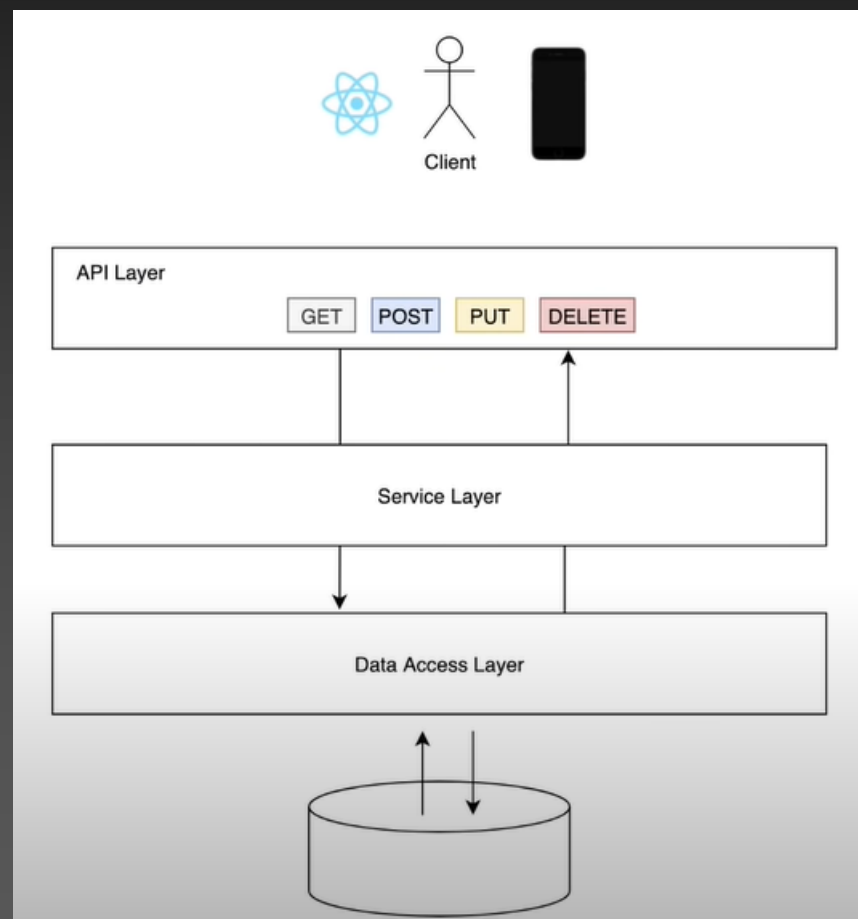 Client
API Layer
GET POST PUT DELETE
Service Layer
Data Access Layer